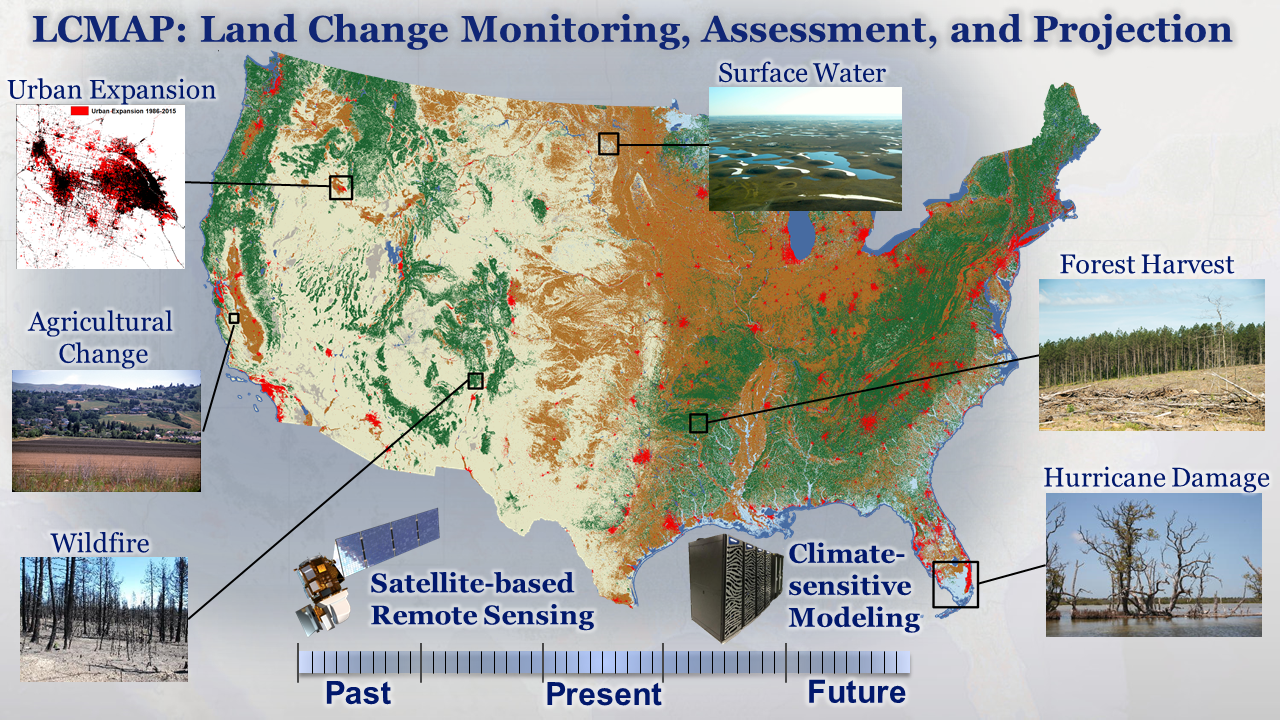 LCMAP: Land Change Monitoring, Assessment, and Projection
Urban Expansion
Urban-Expansion 1986-2015
Surface Water
Agricultural
Change
Forest Harvest
Wildfire
Hurricane Damage
Satellite-based
Remote Sensing
Climate-
sensitive
Modeling
Past
Present
Future